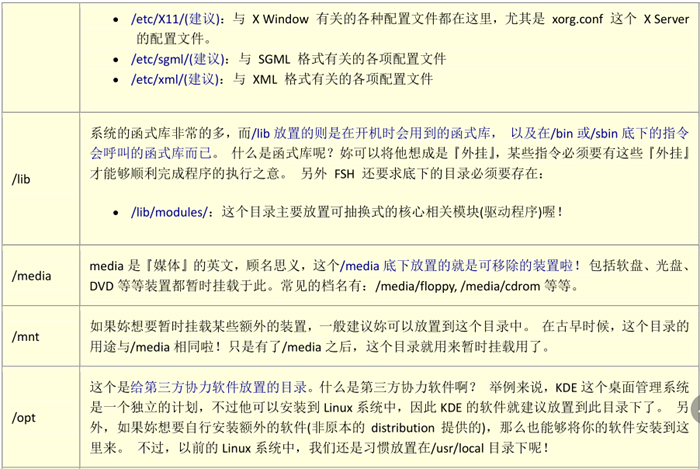 • /etc/X11/(建议)：与 X Window 有关的各种配置文件都在这里，尤其是 xorg.conf 这个 X Server
的配置文件。
• /etc/sgml/(建议)：与 SGML 格式有关的各项配置文件
• /etc/xml/(建议)：与 XML 格式有关的各项配置文件
/lib
系统的函式库非常的多，而/lib 放置的则是在开机时会用到的函式库， 以及在/bin 或/sbin 底下的指令
会呼叫的函式库而已。 什么是函式库呢？妳可以将他想成是『外挂』，某些指令必须要有这些『外挂』
才能够顺利完成程序的执行之意。 另外 FSH 还要求底下的目录必须要存在：
• /lib/modules/：这个目录主要放置可抽换式的核心相关模块(驱动程序)喔！
/media
media 是『媒体』的英文，顾名思义，这个/media 底下放置的就是可移除的装置啦！ 包括软盘、光盘、
DVD 等等装置都暂时挂载于此。常见的档名有：/media/floppy, /media/cdrom 等等。
/mnt
如果妳想要暂时挂载某些额外的装置，一般建议妳可以放置到这个目录中。 在古早时候，这个目录的
用途与/media 相同啦！只是有了/media 之后，这个目录就用来暂时挂载用了。
/opt
这个是给第三方协力软件放置的目录。什么是第三方协力软件啊？ 举例来说，KDE 这个桌面管理系统
是一个独立的计划，不过他可以安装到 Linux 系统中，因此 KDE 的软件就建议放置到此目录下了。 另
外，如果妳想要自行安装额外的软件(非原本的 distribution 提供的)，那么也能够将你的软件安装到这
里来。 不过，以前的 Linux 系统中，我们还是习惯放置在/usr/local 目录下呢！